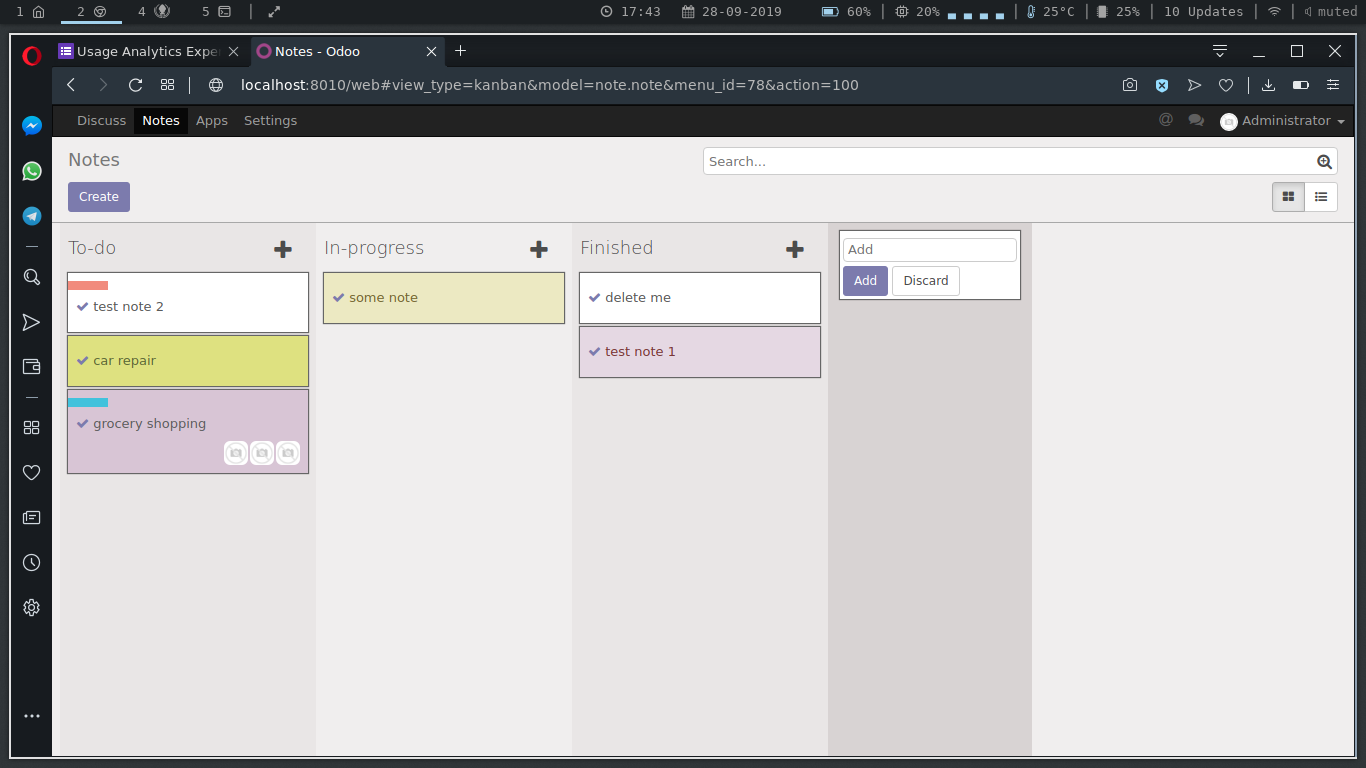 1 2 4 5 17:43 28-09-2019 60% 20% 25°C 25% 10 Updates muted
Usage Analytics Expe Notes - Odoo
localhost:8010/web#view_type=kanban&model=note.note&menu_id=78&action=100
Discuss Notes Apps Settings @ Administrator
Notes
Search...
Create
To-do
test note 2
car repair
grocery shopping
In-progress
some note
Finished
delete me
test note 1
Add
Add Discard